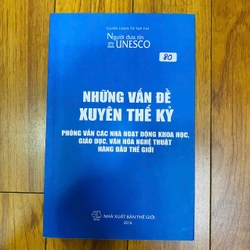 TUYỂN CHỌN TỪ TẠP CHÍ
Người đưa tin
UNESCO
80
NHỮNG VẤN ĐỀ
XUYÊN THẾ KỶ
PHỎNG VẤN CÁC NHÀ HOẠT ĐỘNG KHOA HỌC,
GIÁO DỤC, VĂN HÓA NGHỆ THUẬT
HÀNG ĐẦU THẾ GIỚI
NHÀ XUẤT BẢN THẾ GIỚI